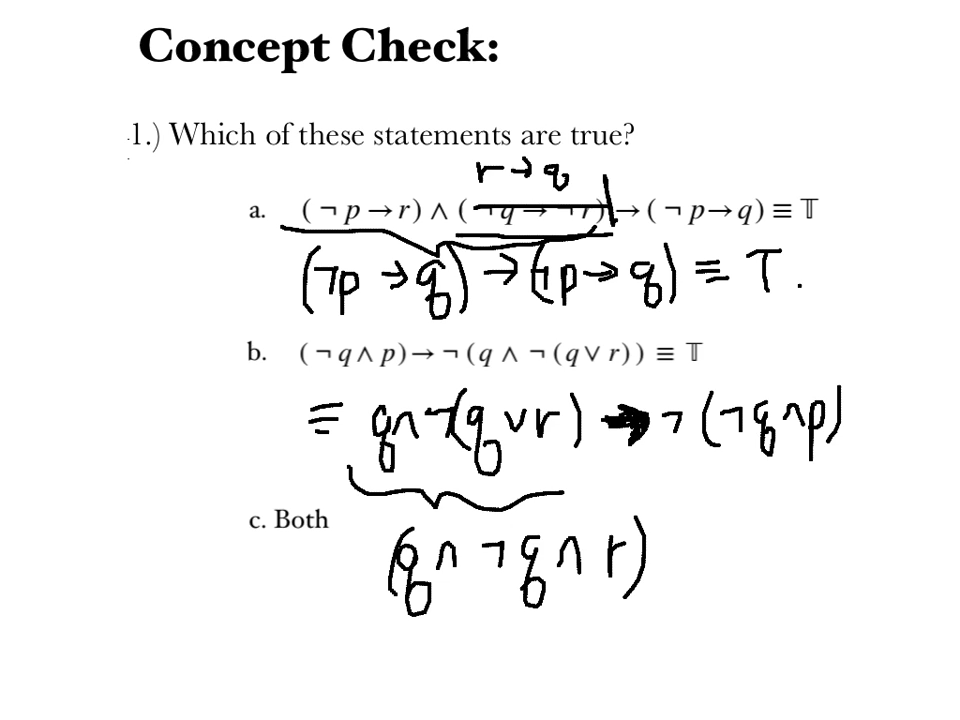 Concept Check:
1.) Which of these statements are true?
r → q
a. (¬p → r) ∧ (¬q → ¬r) → (¬p → q) ≡ 𝕋
(¬p → q) → (¬p → q) ≡ T.
b. (¬q ∧ p) → ¬(q ∧ ¬(q ∨ r)) ≡ 𝕋
≡ q ∧ ¬(q ∨ r) → ¬(¬q ∧ p)
c. Both
(q ∧ ¬q ∧ r)